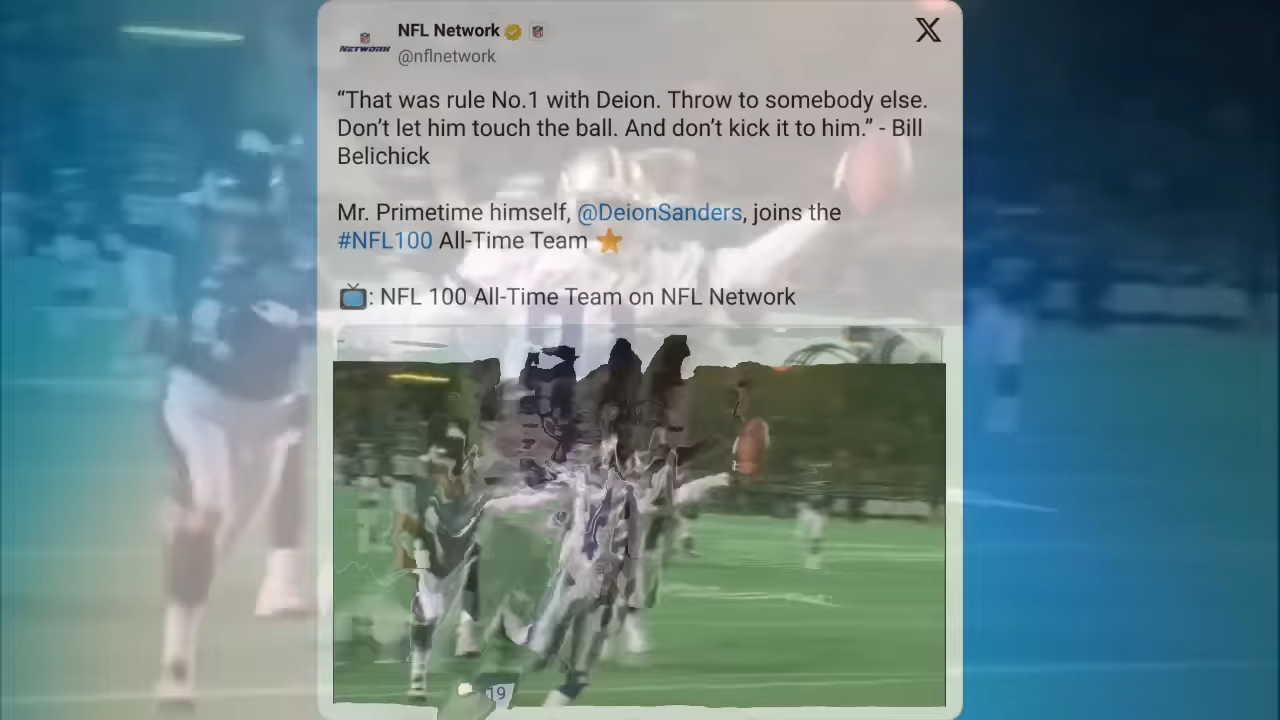 NFL Network
NETWORK
@nflnetwork
“That was rule No.1 with Deion. Throw to somebody else.
Don’t let him touch the ball. And don’t kick it to him.” - Bill
Belichick
Mr. Primetime himself, @DeionSanders, joins the
#NFL100 All-Time Team ⭐
📺: NFL 100 All-Time Team on NFL Network
19